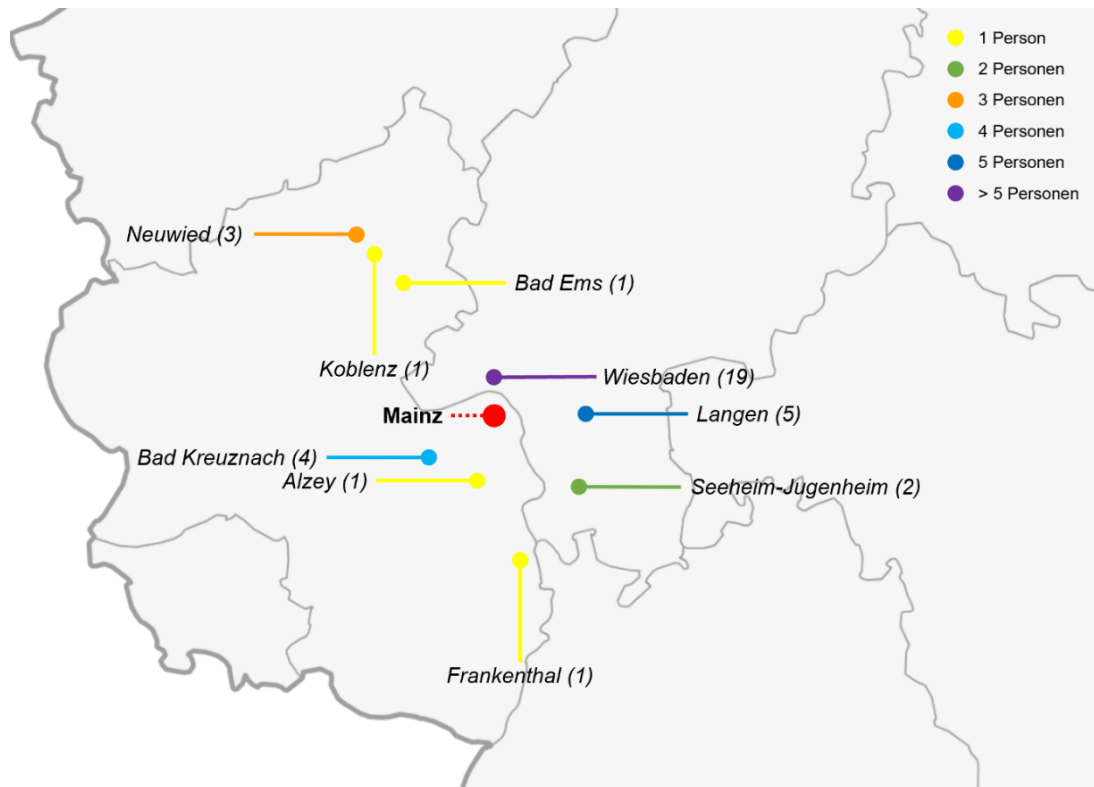 1 Person
2 Personen
3 Personen
4 Personen
5 Personen
> 5 Personen
Neuwied (3)
Bad Ems (1)
Koblenz (1)
Wiesbaden (19)
Mainz
Langen (5)
Bad Kreuznach (4)
Alzey (1)
Seeheim-Jugenheim (2)
Frankenthal (1)